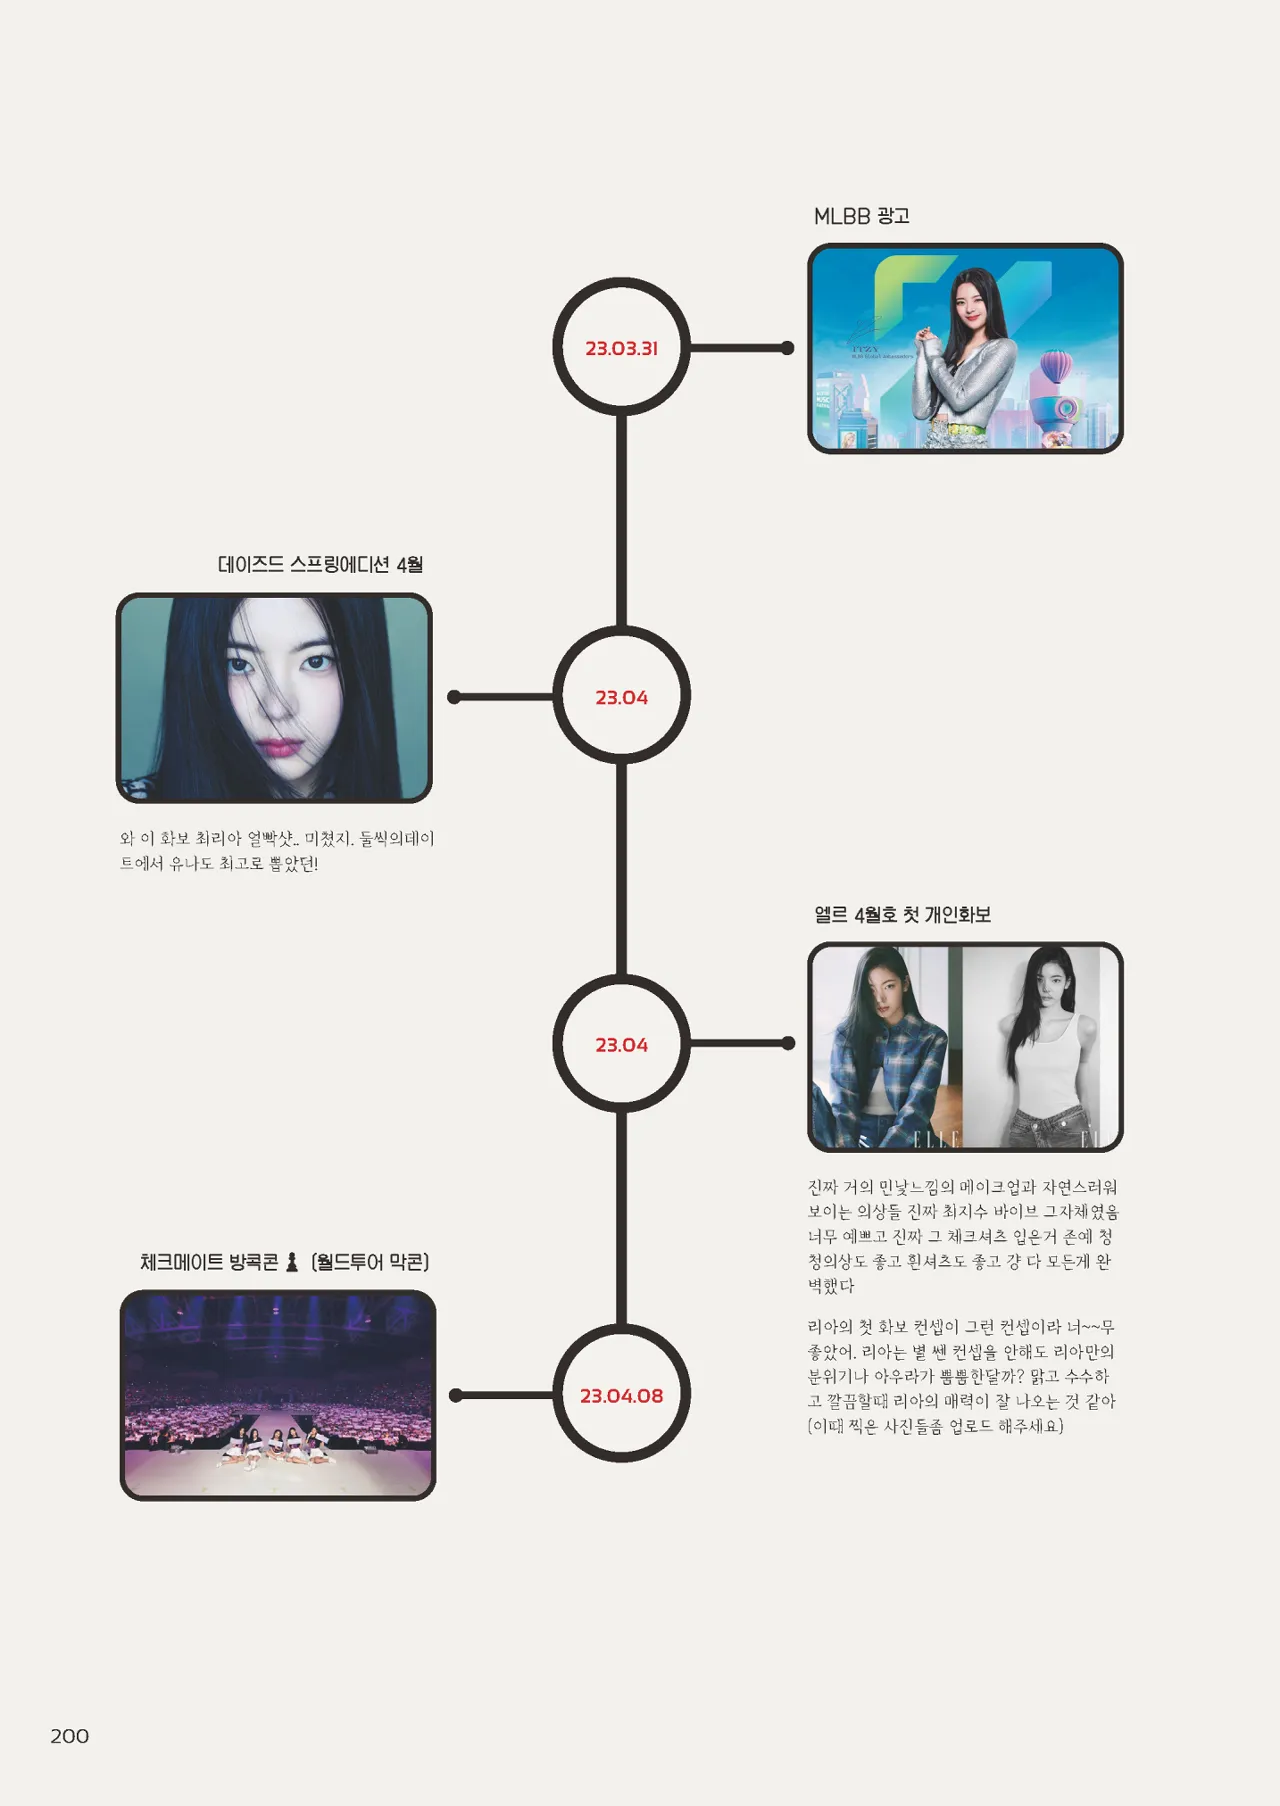 MLBB 광고
23.03.31
ITZY
데이즈드 스프링에디션 4월
23.04
와 이 화보 최리아 얼빡샷.. 미쳤지. 둘씩의데이
트에서 유나도 최고로 뽑았던!
엘르 4월호 첫 개인화보
23.04
ELLE
EL
진짜 거의 민낯느낌의 메이크업과 자연스러워
보이는 의상들 진짜 최지수 바이브 그자체였음
너무 예쁘고 진짜 그 체크셔츠 입은거 존예 청
청의상도 좋고 흰셔츠도 좋고 걍 다 모든게 완
벽했다
리아의 첫 화보 컨셉이 그런 컨셉이라 너~~무
좋았어. 리아는 별 쎈 컨셉을 안해도 리아만의
분위기나 아우라가 뿜뿜한달까? 맑고 수수하
고 깔끔할때 리아의 매력이 잘 나오는 것 같아
(이때 찍은 사진들좀 업로드 해주세요)
체크메이트 방콕콘 (월드투어 막콘)
23.04.08
200